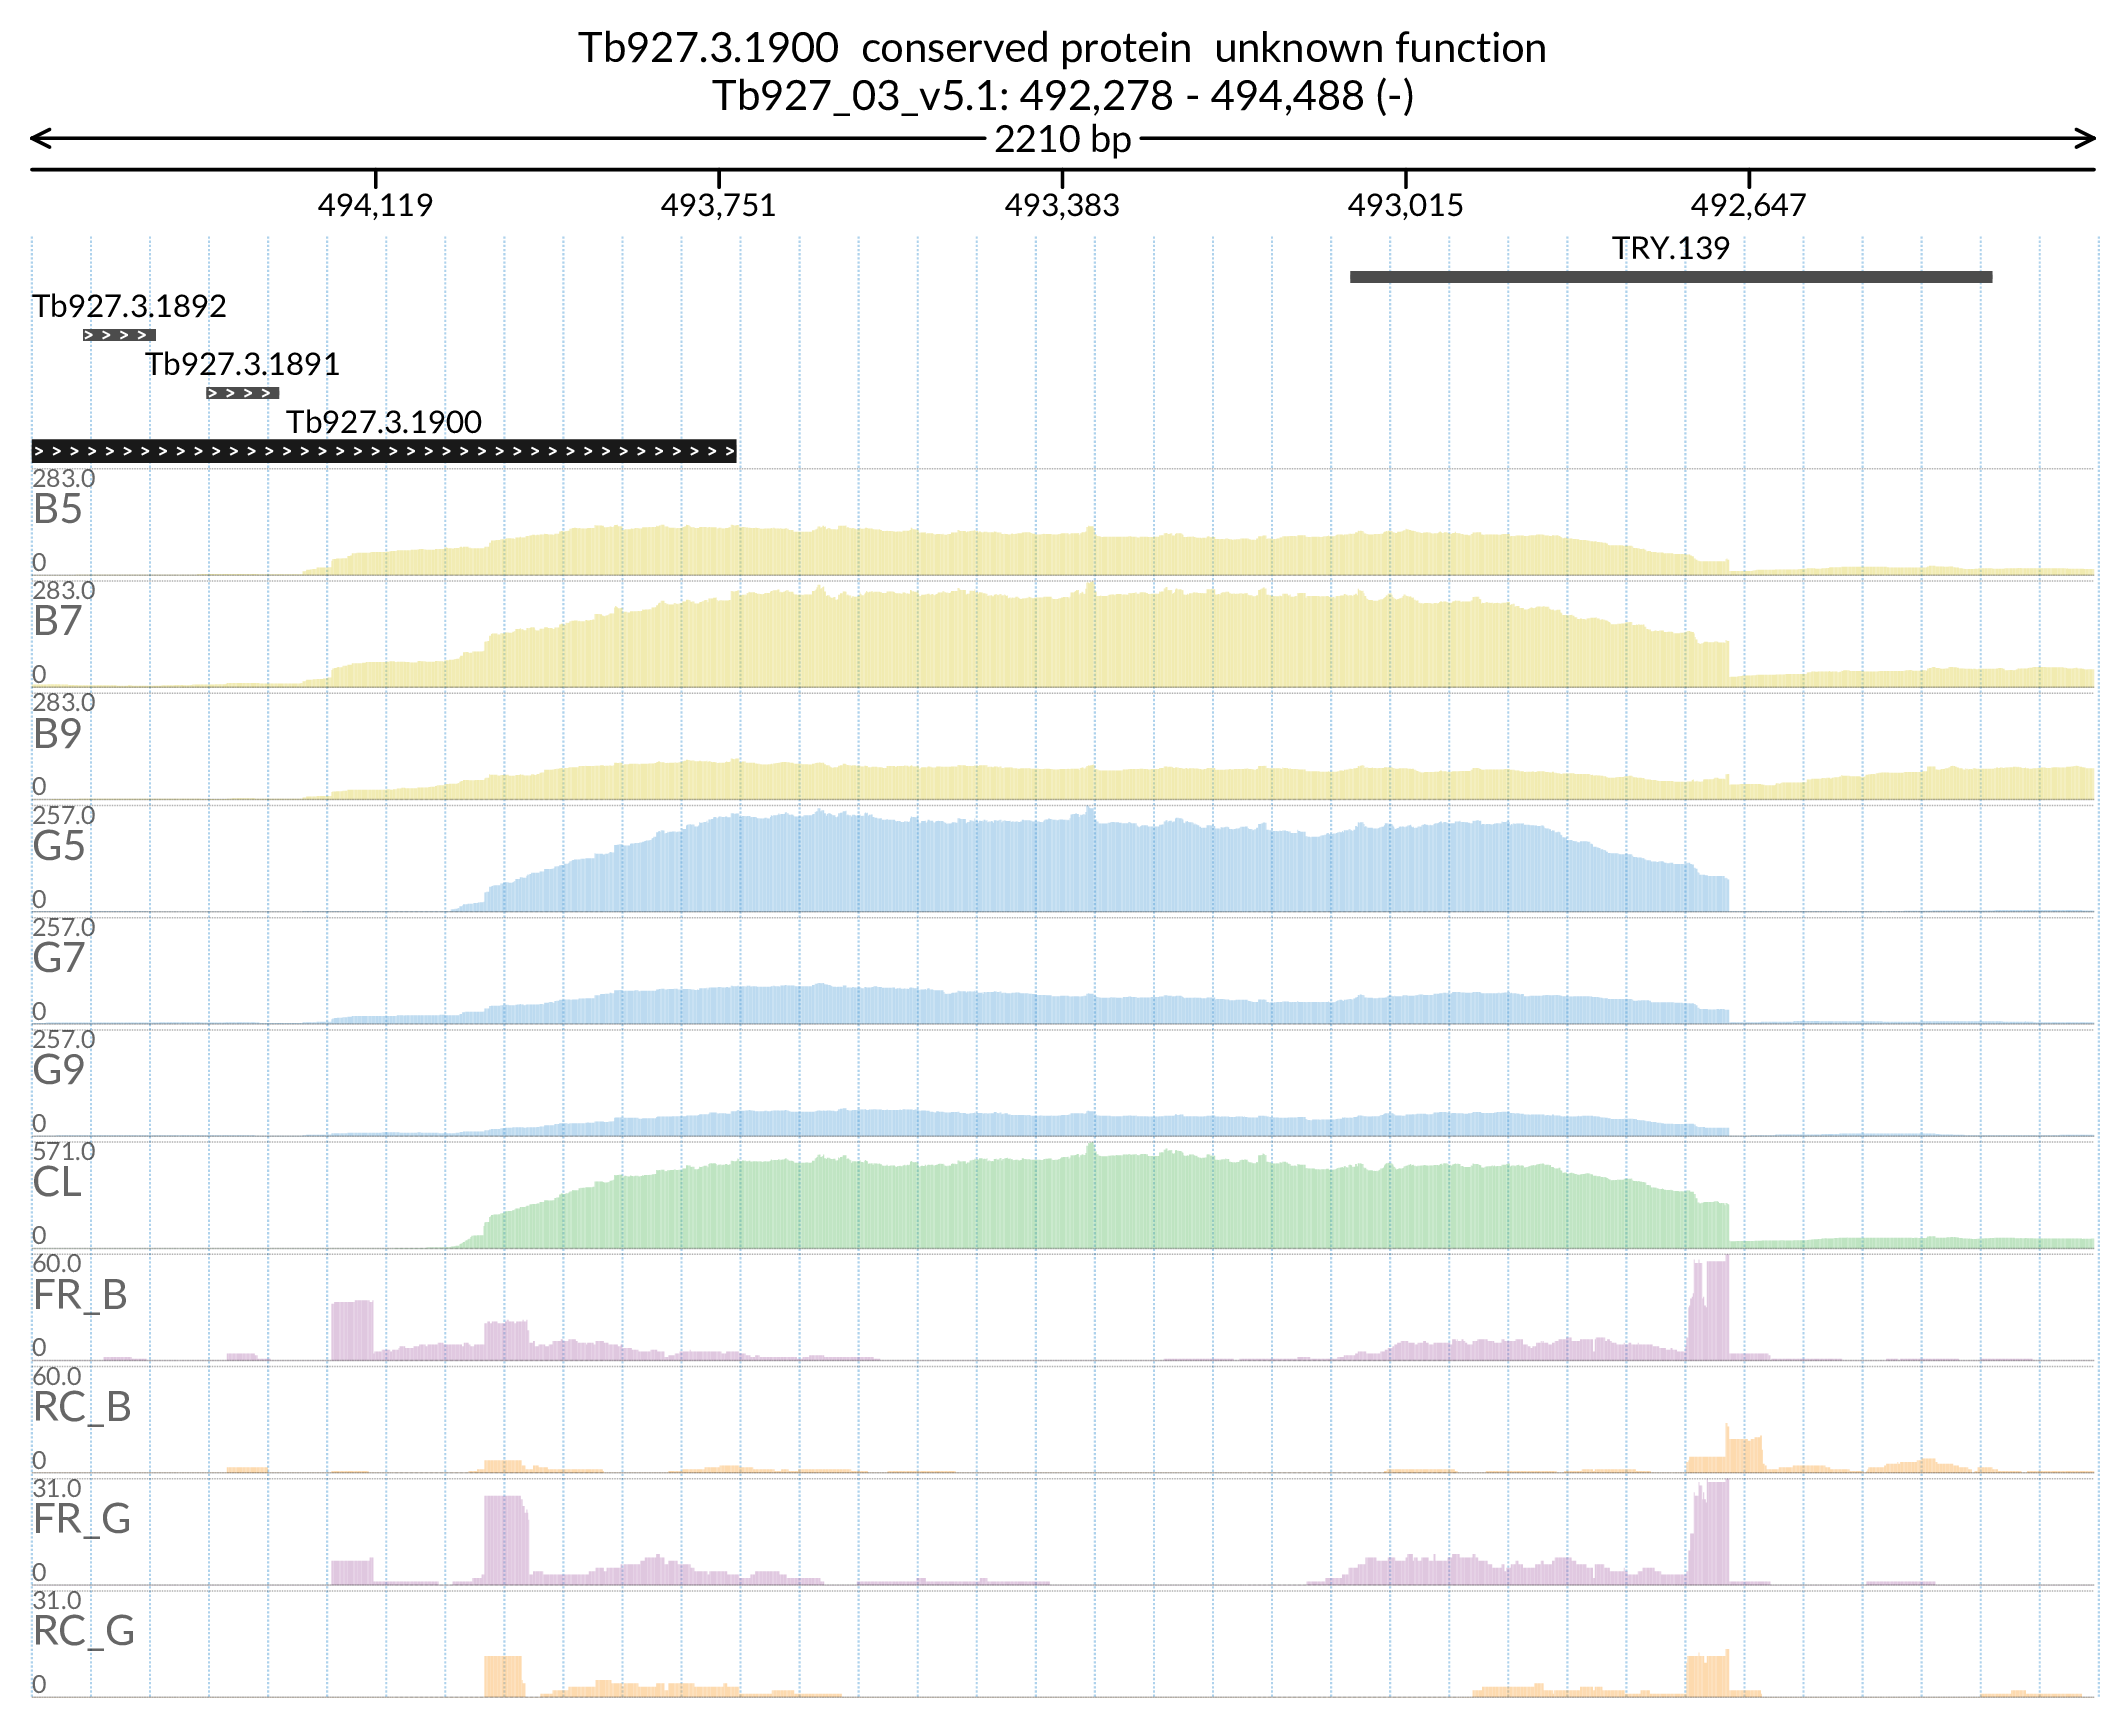 Tb927.3.1900  conserved protein  unknown function
Tb927_03_v5.1: 492,278 - 494,488 (-)
2210 bp
494,119 493,751 493,383 493,015 492,647
TRY.139
Tb927.3.1892
> > > >
Tb927.3.1891
> > > >
Tb927.3.1900
> > > > > > > > > > > > > > > > > > > > > > > > > > > > > > > > > > > > > > > >
283.0
B5
0
283.0
B7
0
283.0
B9
0
257.0
G5
0
257.0
G7
0
257.0
G9
0
571.0
CL
0
60.0
FR_B
0
60.0
RC_B
0
31.0
FR_G
0
31.0
RC_G
0